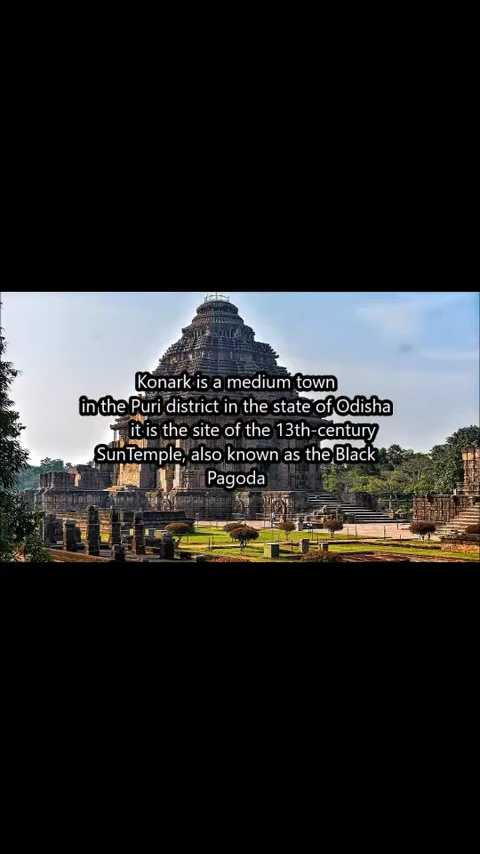 Konark is a medium town
in the Puri district in the state of Odisha
it is the site of the 13th-century
SunTemple, also known as the Black
Pagoda